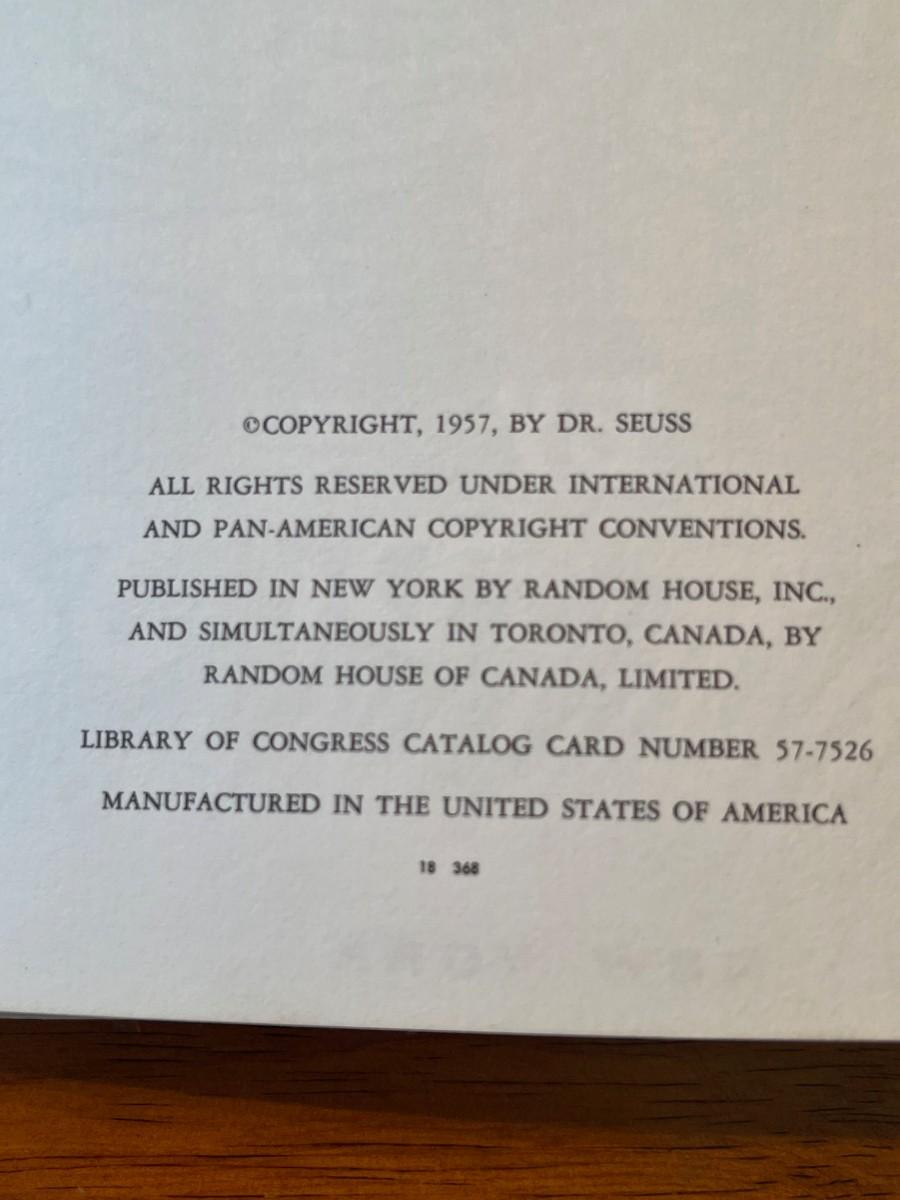 ©COPYRIGHT, 1957, BY DR. SEUSS
ALL RIGHTS RESERVED UNDER INTERNATIONAL
AND PAN-AMERICAN COPYRIGHT CONVENTIONS.
PUBLISHED IN NEW YORK BY RANDOM HOUSE, INC.,
AND SIMULTANEOUSLY IN TORONTO, CANADA, BY
RANDOM HOUSE OF CANADA, LIMITED.
LIBRARY OF CONGRESS CATALOG CARD NUMBER 57-7526
MANUFACTURED IN THE UNITED STATES OF AMERICA
18 368